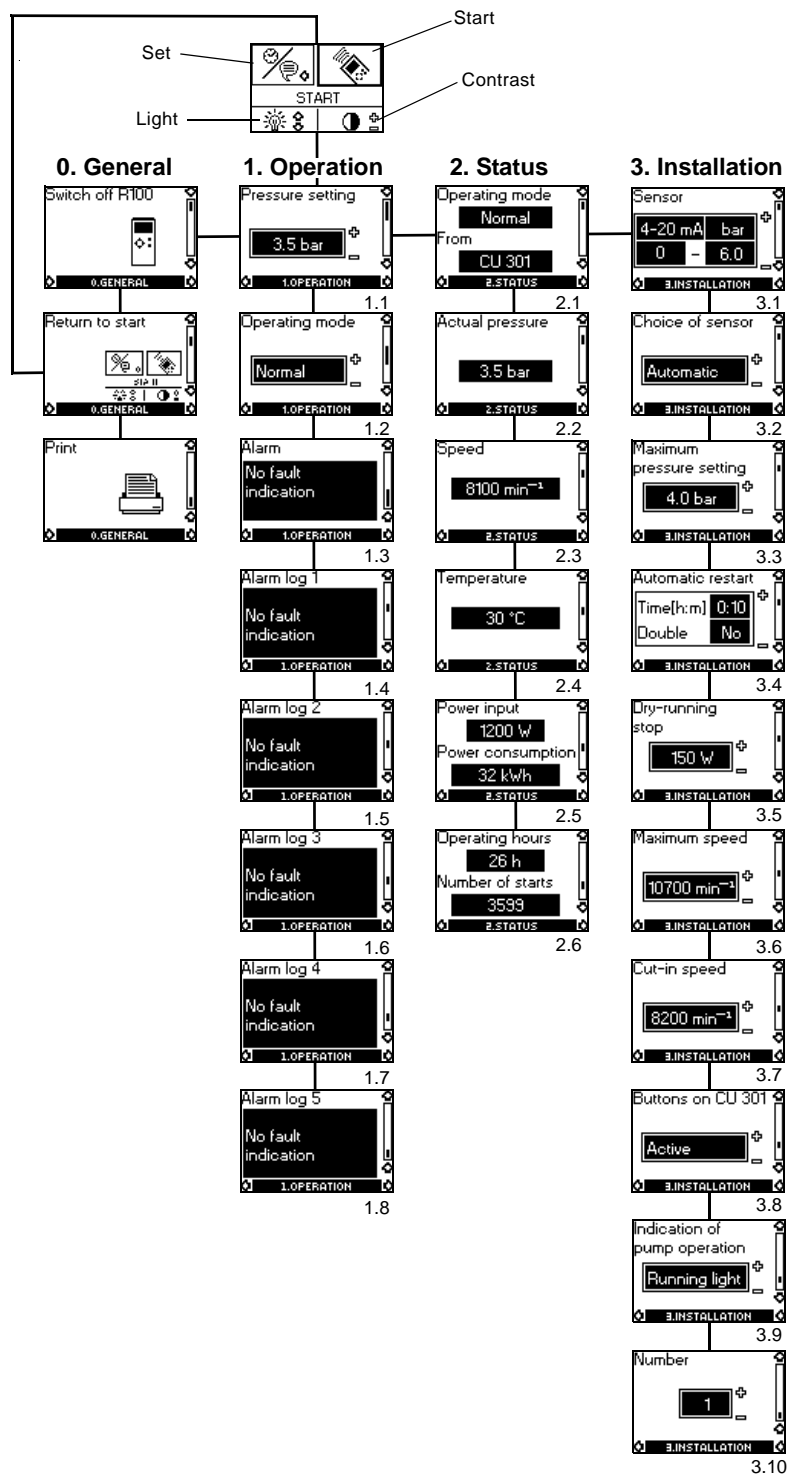 Start
Set
START
Contrast
Light
0. General
Switch off R100
0.GENERAL
Return to start
0.GENERAL
Print
0.GENERAL
1. Operation
Pressure setting
3.5 bar
1.OPERATION
1.1
Operating mode
Normal
1.OPERATION
1.2
Alarm
No fault
indication
1.OPERATION
1.3
Alarm log 1
No fault
indication
1.OPERATION
1.4
Alarm log 2
No fault
indication
1.OPERATION
1.5
Alarm log 3
No fault
indication
1.OPERATION
1.6
Alarm log 4
No fault
indication
1.OPERATION
1.7
Alarm log 5
No fault
indication
1.OPERATION
1.8
2. Status
Operating mode
Normal
From
CU 301
2.STATUS
2.1
Actual pressure
3.5 bar
2.STATUS
2.2
Speed
8100 min⁻¹
2.STATUS
2.3
Temperature
30 °C
2.STATUS
2.4
Power input
1200 W
Power consumption
32 kWh
2.STATUS
2.5
Operating hours
26 h
Number of starts
3599
2.STATUS
2.6
3. Installation
Sensor
4-20 mA bar
0 - 6.0
3.INSTALLATION
3.1
Choice of sensor
Automatic
3.INSTALLATION
3.2
Maximum
pressure setting
4.0 bar
3.INSTALLATION
3.3
Automatic restart
Time[h:m] 0:10
Double No
3.INSTALLATION
3.4
Dry-running
stop
150 W
3.INSTALLATION
3.5
Maximum speed
10700 min⁻¹
3.INSTALLATION
3.6
Cut-in speed
8200 min⁻¹
3.INSTALLATION
3.7
Buttons on CU 301
Active
3.INSTALLATION
3.8
Indication of
pump operation
Running light
3.INSTALLATION
3.9
Number
1
3.INSTALLATION
3.10